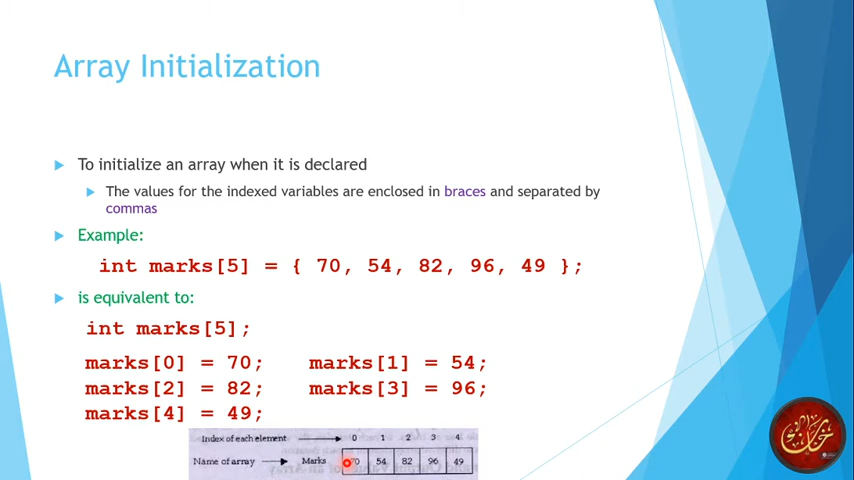 Array Initialization
To initialize an array when it is declared
The values for the indexed variables are enclosed in braces and separated by
commas
Example:
int marks[5] = { 70, 54, 82, 96, 49 };
is equivalent to:
int marks[5];
marks[0] = 70; marks[1] = 54;
marks[2] = 82; marks[3] = 96;
marks[4] = 49;
Index of each element 0 1 2 3 4
Name of array Marks 70 54 82 96 49